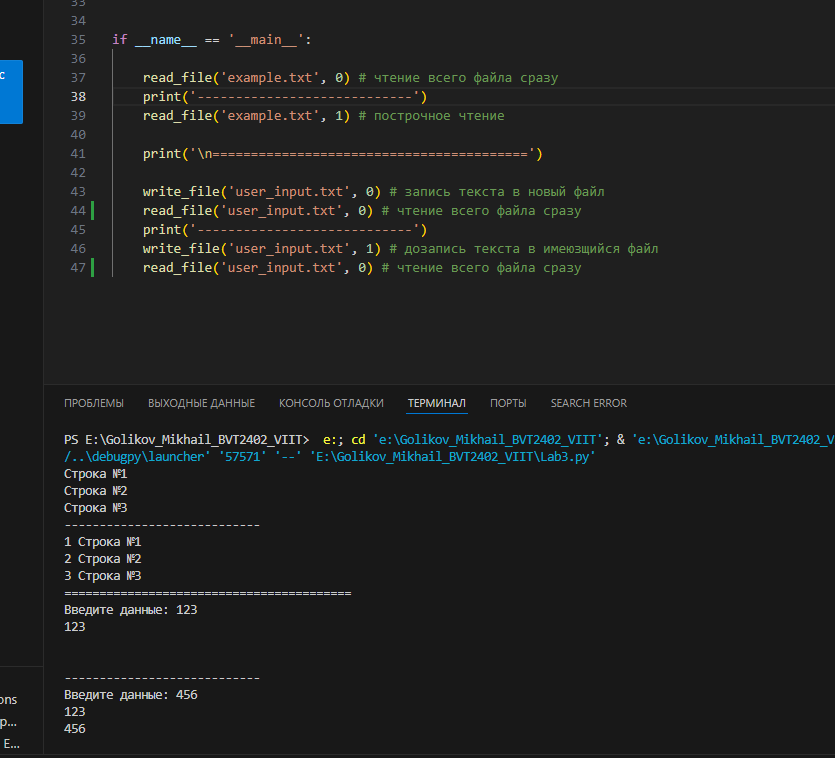 33
34
35 if __name__ == '__main__':
36
37 read_file('example.txt', 0) # чтение всего файла сразу
38 print('----------------------------')
39 read_file('example.txt', 1) # построчное чтение
40
41 print('\n=========================================')
42
43 write_file('user_input.txt', 0) # запись текста в новый файл
44 read_file('user_input.txt', 0) # чтение всего файла сразу
45 print('----------------------------')
46 write_file('user_input.txt', 1) # дозапись текста в имеюзщийся файл
47 read_file('user_input.txt', 0) # чтение всего файла сразу
ПРОБЛЕМЫ ВЫХОДНЫЕ ДАННЫЕ КОНСОЛЬ ОТЛАДКИ ТЕРМИНАЛ ПОРТЫ SEARCH ERROR
PS E:\Golikov_Mikhail_BVT2402_VIIT> e:; cd 'e:\Golikov_Mikhail_BVT2402_VIIT'; & 'e:\Golikov_Mikhail_BVT2402_V
/..\debugpy\launcher' '57571' '--' 'E:\Golikov_Mikhail_BVT2402_VIIT\Lab3.py'
Строка №1
Строка №2
Строка №3
----------------------------
1 Строка №1
2 Строка №2
3 Строка №3
=========================================
Введите данные: 123
123
----------------------------
Введите данные: 456
123
456
ons
p...
E...